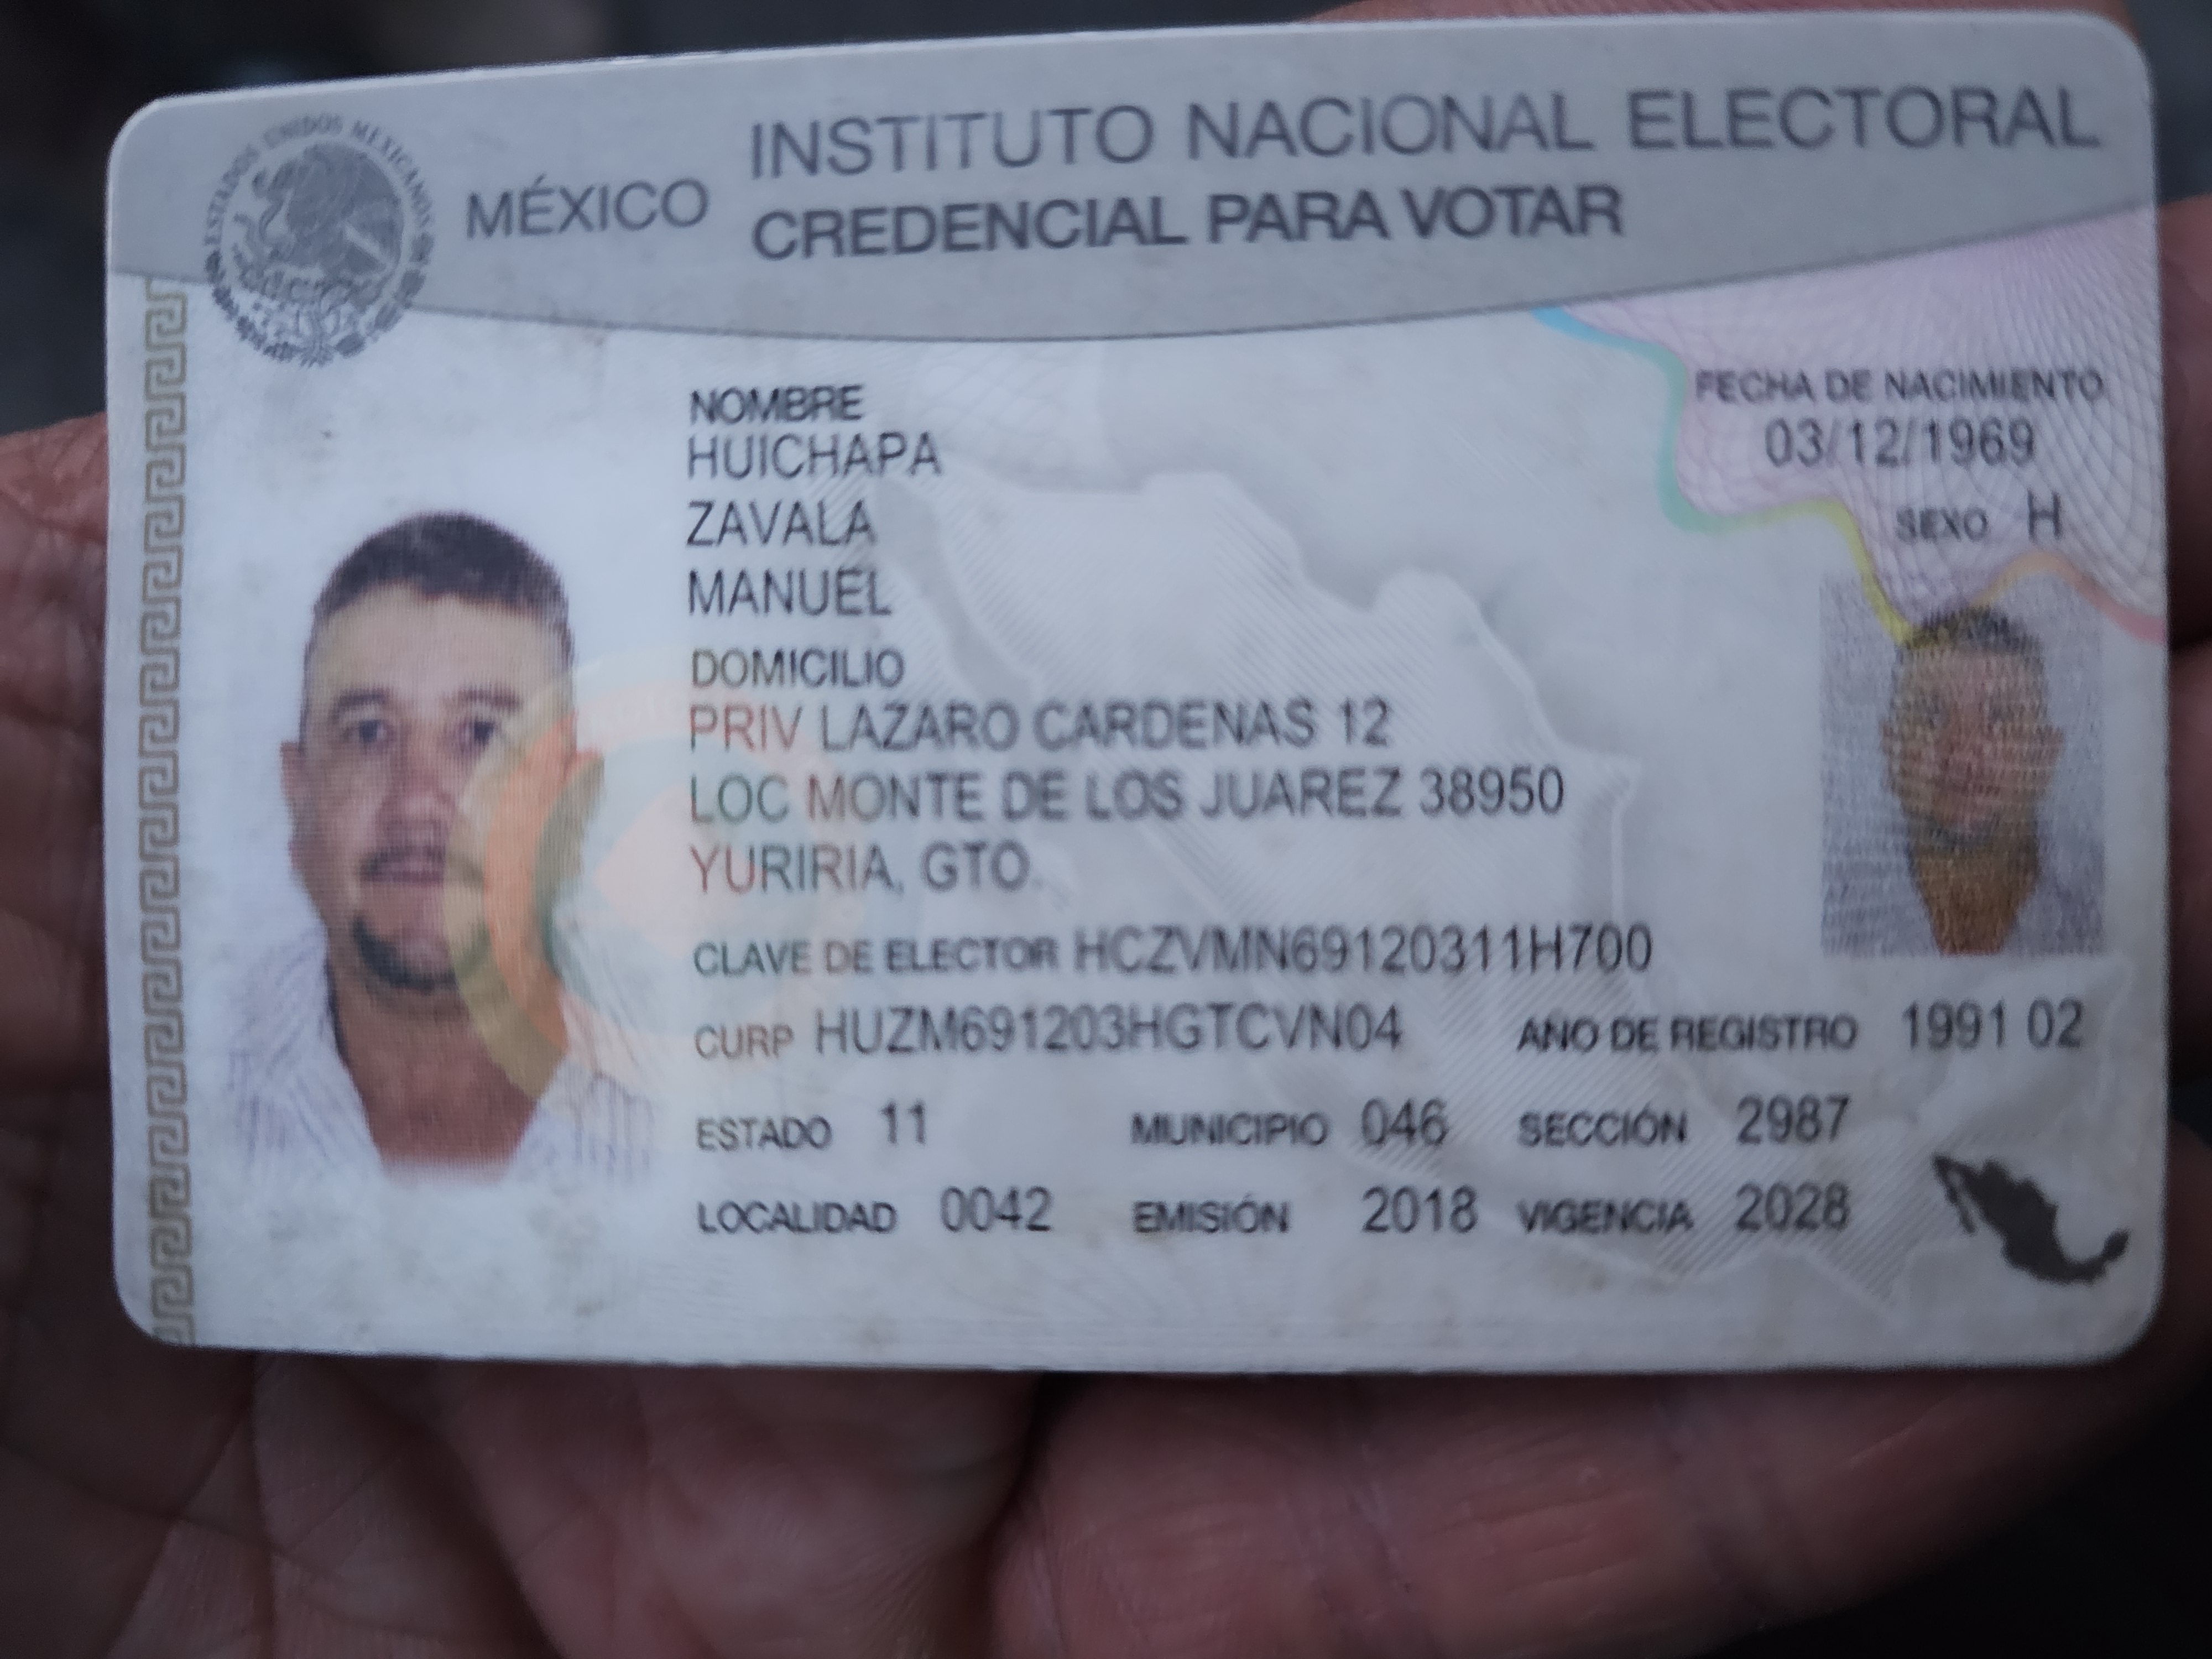 ESTADOS UNIDOS MEXICANOS
MÉXICO
INSTITUTO NACIONAL ELECTORAL
CREDENCIAL PARA VOTAR
NOMBRE
HUICHAPA
ZAVALA
MANUEL
FECHA DE NACIMIENTO
03/12/1969
SEXO H
DOMICILIO
PRIV LAZARO CARDENAS 12
LOC MONTE DE LOS JUAREZ 38950
YURIRIA, GTO.
CLAVE DE ELECTOR HCZVMN69120311H700
CURP HUZM691203HGTCVN04 AÑO DE REGISTRO 1991 02
ESTADO 11 MUNICIPIO 046 SECCIÓN 2987
LOCALIDAD 0042 EMISIÓN 2018 VIGENCIA 2028